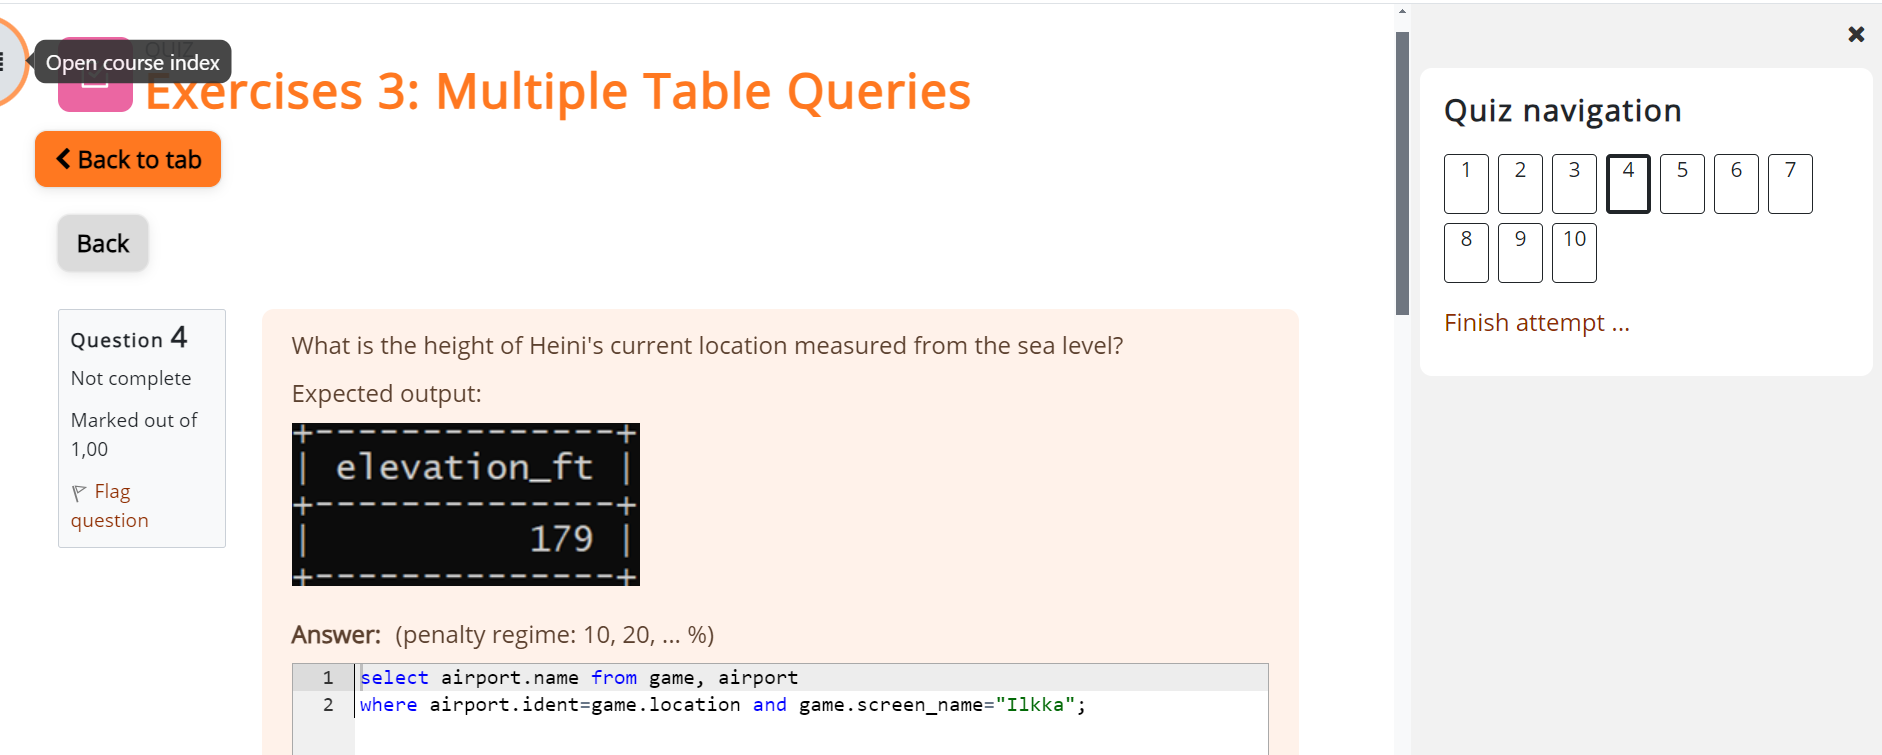 QUIZ
Open course index
Exercises 3: Multiple Table Queries
Back to tab
Back
Question 4
Not complete
Marked out of
1,00
Flag
question
What is the height of Heini's current location measured from the sea level?
Expected output:
+--------------+
| elevation_ft |
+--------------+
|          179 |
+--------------+
Answer: (penalty regime: 10, 20, ... %)
1 select airport.name from game, airport
2 where airport.ident=game.location and game.screen_name="Ilkka";
Quiz navigation
1 2 3 4 5 6 7
8 9 10
Finish attempt ...